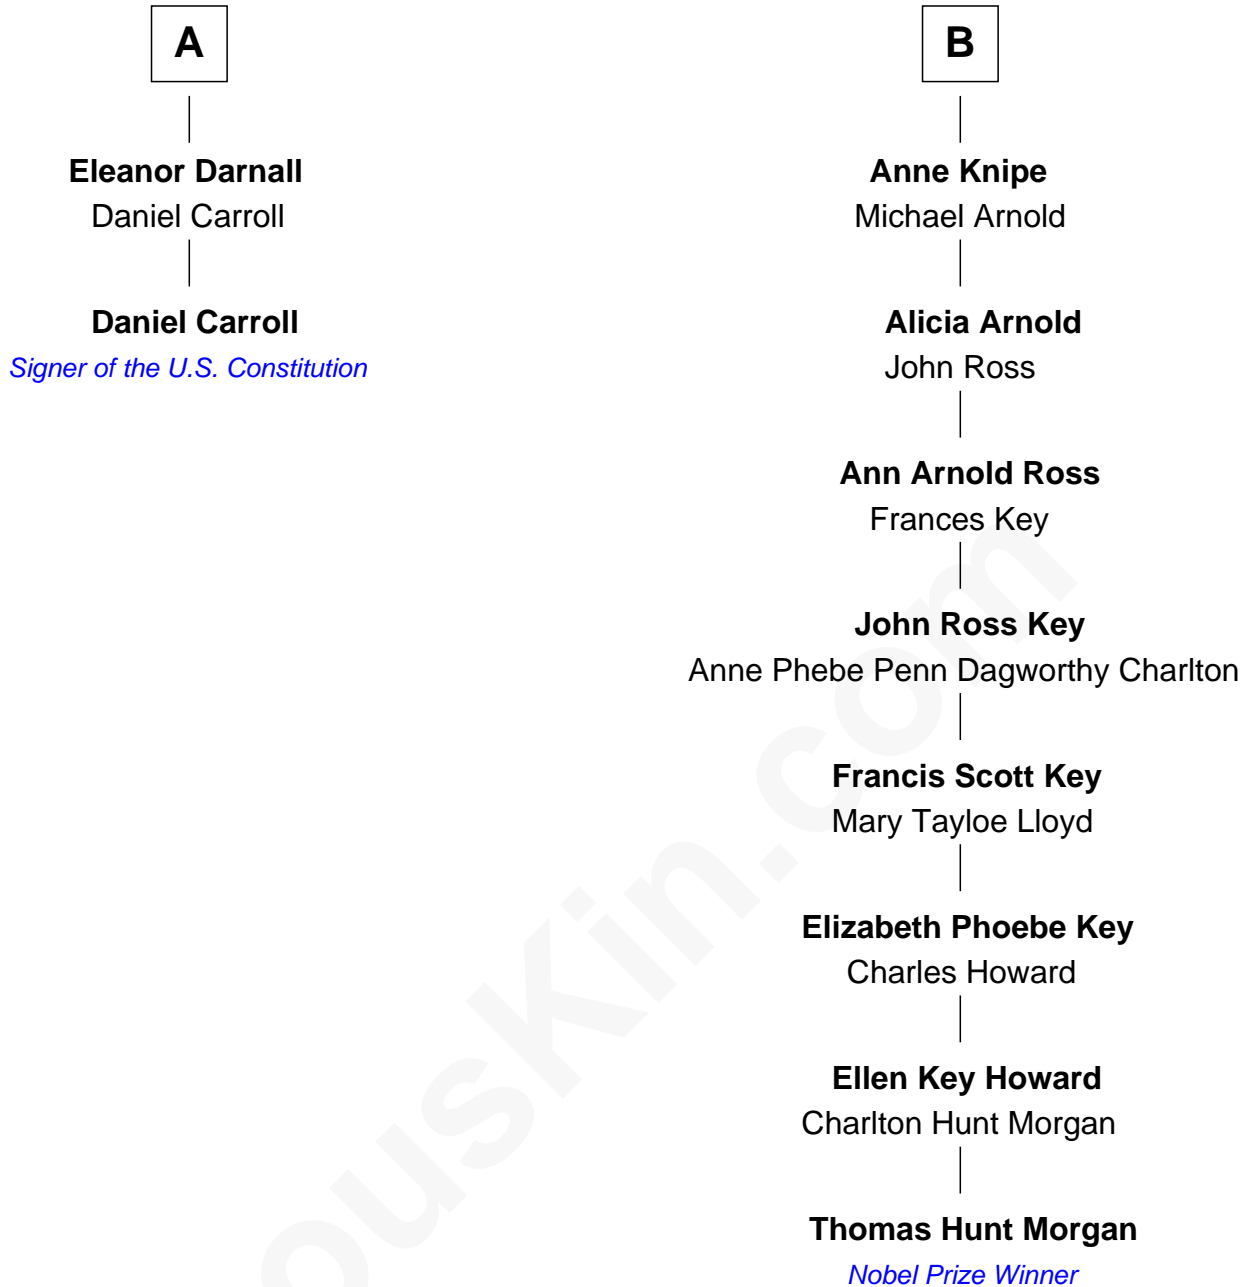 A
Eleanor Darnall
Daniel Carroll
Daniel Carroll
Signer of the U.S. Constitution
B
Anne Knipe
Michael Arnold
Alicia Arnold
John Ross
Ann Arnold Ross
Frances Key
John Ross Key
Anne Phebe Penn Dagworthy Charlton
Francis Scott Key
Mary Tayloe Lloyd
Elizabeth Phoebe Key
Charles Howard
Ellen Key Howard
Charlton Hunt Morgan
Thomas Hunt Morgan
Nobel Prize Winner
ousKin.com